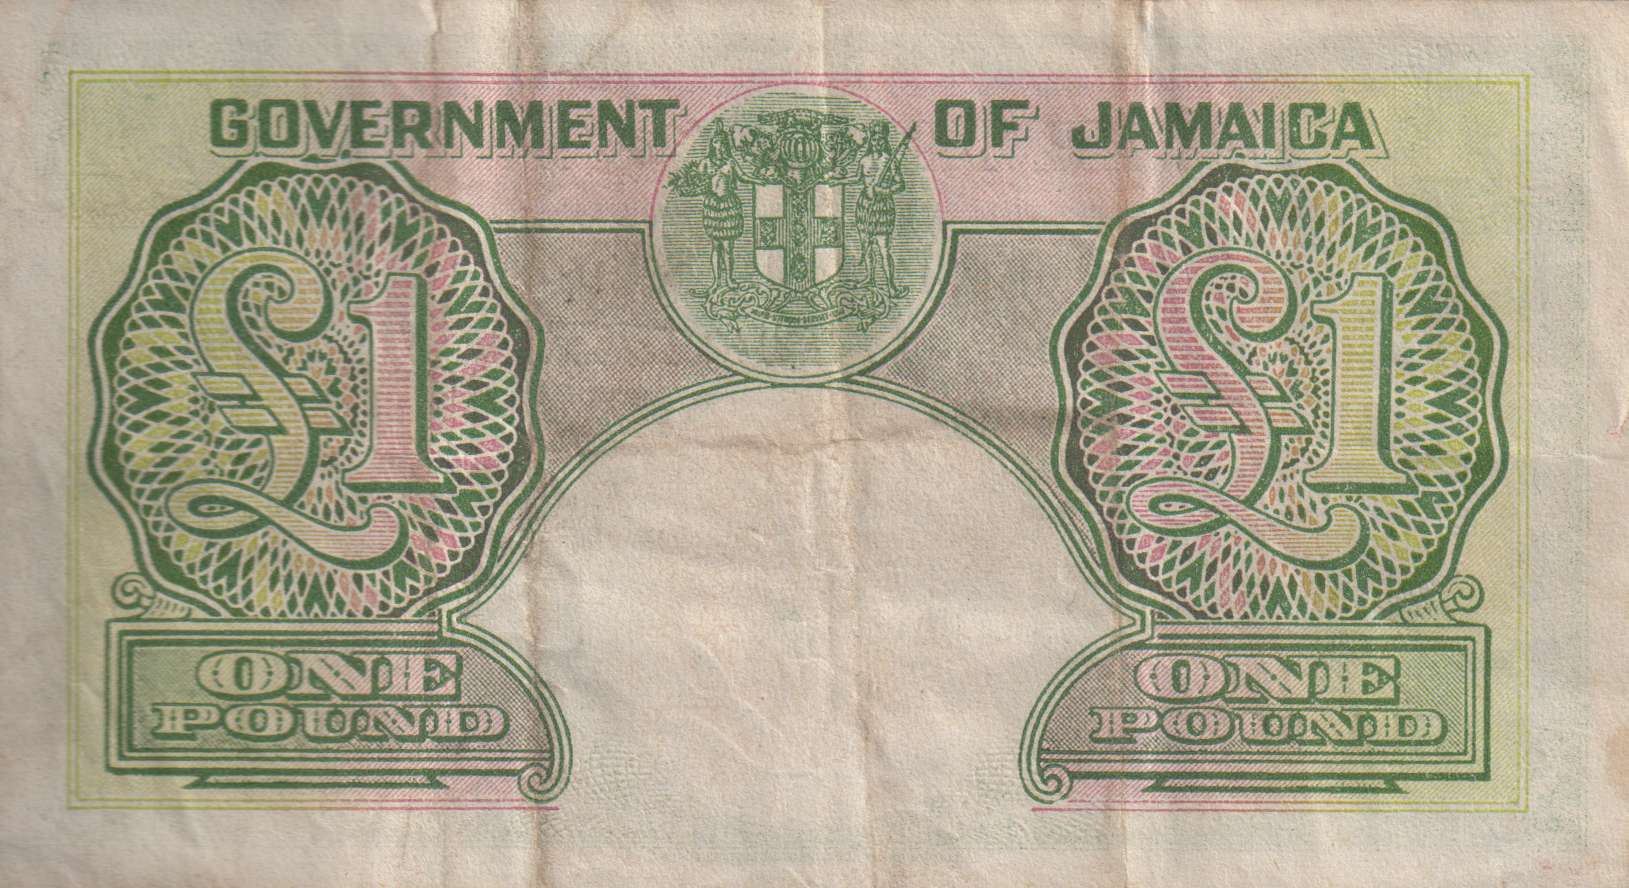 GOVERNMENT OF JAMAICA
£1 £1
ONE
POUND
ONE
POUND